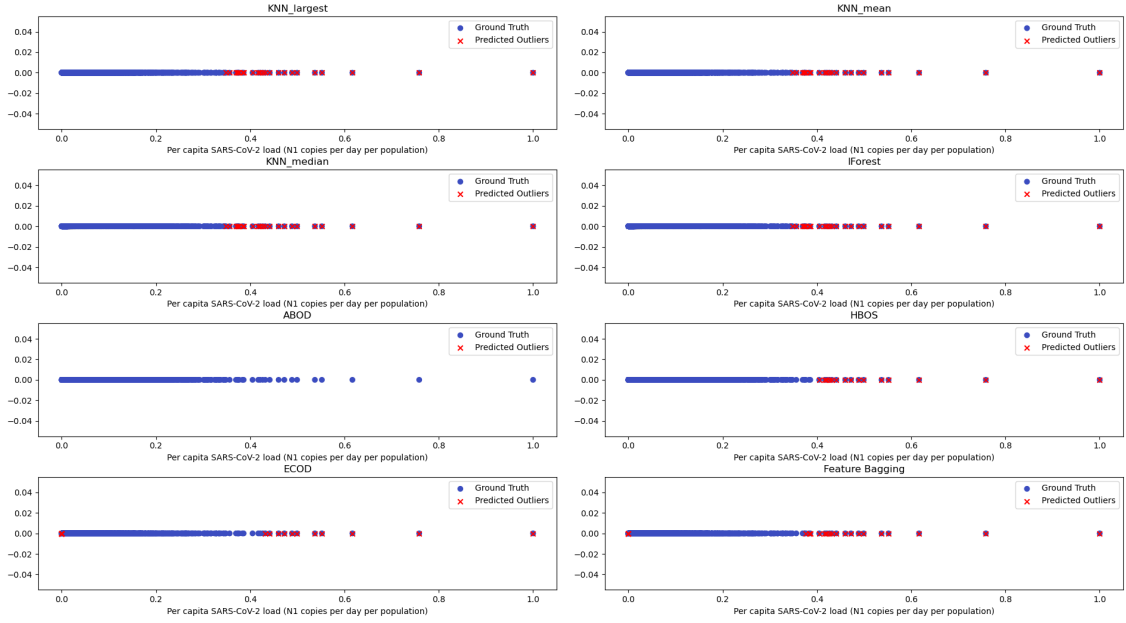 KNN_largest
0.04
0.02
0.00
−0.02
−0.04
Ground Truth
Predicted Outliers
0.0 0.2 0.4 0.6 0.8 1.0
Per capita SARS-CoV-2 load (N1 copies per day per population)
KNN_mean
0.04
0.02
0.00
−0.02
−0.04
Ground Truth
Predicted Outliers
0.0 0.2 0.4 0.6 0.8 1.0
Per capita SARS-CoV-2 load (N1 copies per day per population)
KNN_median
0.04
0.02
0.00
−0.02
−0.04
Ground Truth
Predicted Outliers
0.0 0.2 0.4 0.6 0.8 1.0
Per capita SARS-CoV-2 load (N1 copies per day per population)
IForest
0.04
0.02
0.00
−0.02
−0.04
Ground Truth
Predicted Outliers
0.0 0.2 0.4 0.6 0.8 1.0
Per capita SARS-CoV-2 load (N1 copies per day per population)
ABOD
0.04
0.02
0.00
−0.02
−0.04
Ground Truth
Predicted Outliers
0.0 0.2 0.4 0.6 0.8 1.0
Per capita SARS-CoV-2 load (N1 copies per day per population)
HBOS
0.04
0.02
0.00
−0.02
−0.04
Ground Truth
Predicted Outliers
0.0 0.2 0.4 0.6 0.8 1.0
Per capita SARS-CoV-2 load (N1 copies per day per population)
ECOD
0.04
0.02
0.00
−0.02
−0.04
Ground Truth
Predicted Outliers
0.0 0.2 0.4 0.6 0.8 1.0
Per capita SARS-CoV-2 load (N1 copies per day per population)
Feature Bagging
0.04
0.02
0.00
−0.02
−0.04
Ground Truth
Predicted Outliers
0.0 0.2 0.4 0.6 0.8 1.0
Per capita SARS-CoV-2 load (N1 copies per day per population)